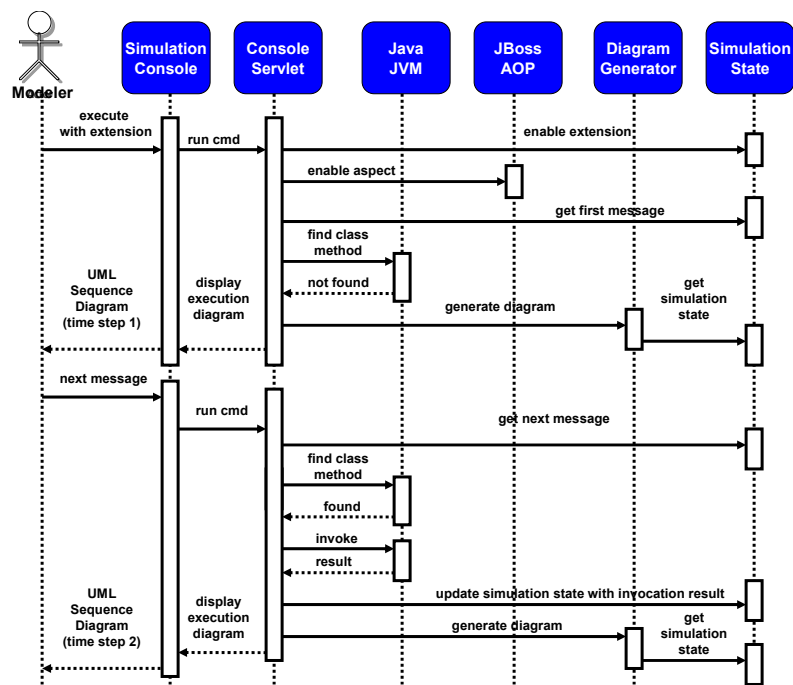 Simulation
Console
Console
Servlet
Java
JVM
JBoss
AOP
Diagram
Generator
Simulation
State
Modeler
execute
with extension
run cmd
enable extension
enable aspect
get first message
find class
method
not found
UML
Sequence
Diagram
(time step 1)
display
execution
diagram
generate diagram
get
simulation
state
next message
run cmd
get next message
find class
method
found
invoke
result
update simulation state with invocation result
UML
Sequence
Diagram
(time step 2)
display
execution
diagram
generate diagram
get
simulation
state